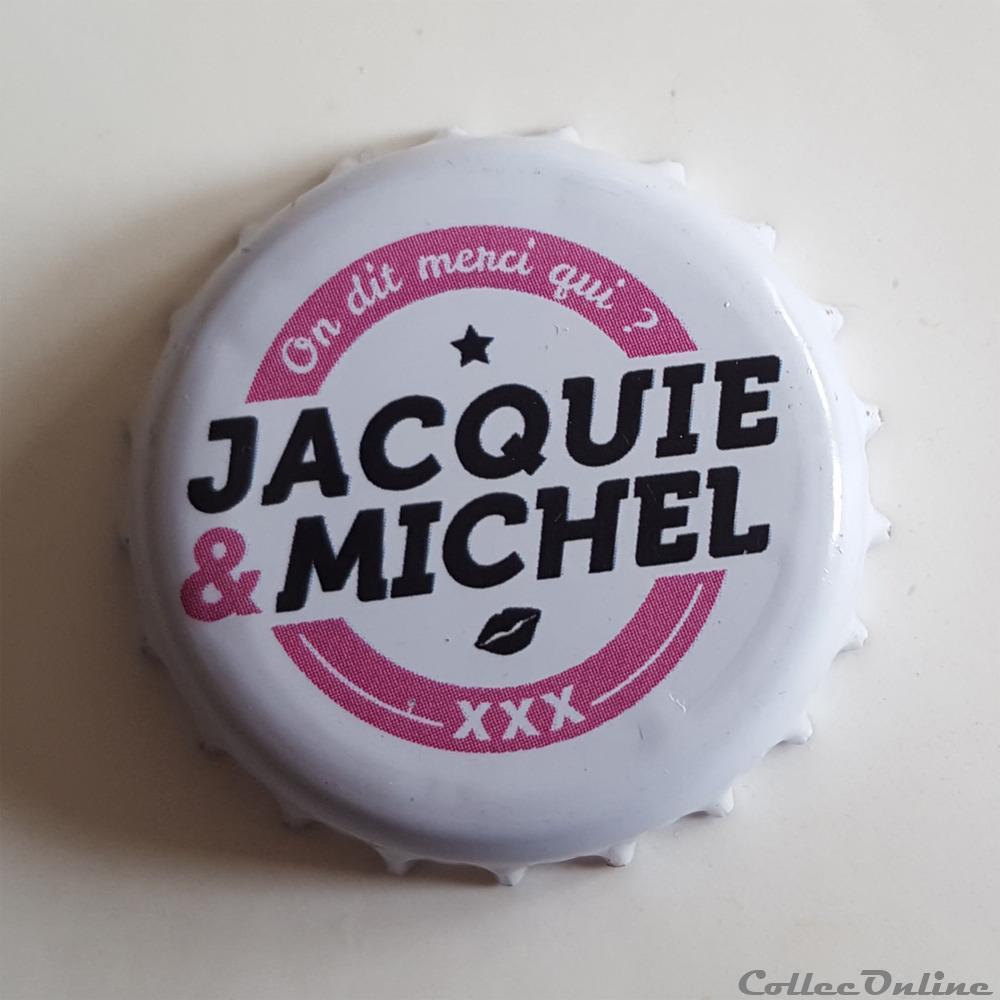 On dit merci qui ?
JACQUIE
& MICHEL
XXX
CollecOnline